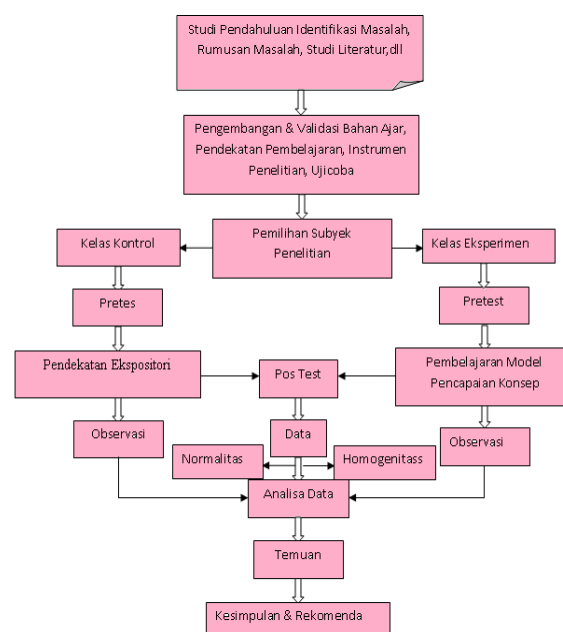 Studi Pendahuluan Identifikasi Masalah,
Rumusan Masalah, Studi Literatur,dll
Pengembangan & Validasi Bahan Ajar,
Pendekatan Pembelajaran, Instrumen
Penelitian, Ujicoba
Kelas Kontrol
Pemilihan Subyek
Penelitian
Kelas Eksperimen
Pretes
Pretest
Pendekatan Ekspositori
Pos Test
Pembelajaran Model
Pencapaian Konsep
Observasi
Data
Observasi
Normalitas
Homogenitass
Analisa Data
Temuan
Kesimpulan & Rekomenda